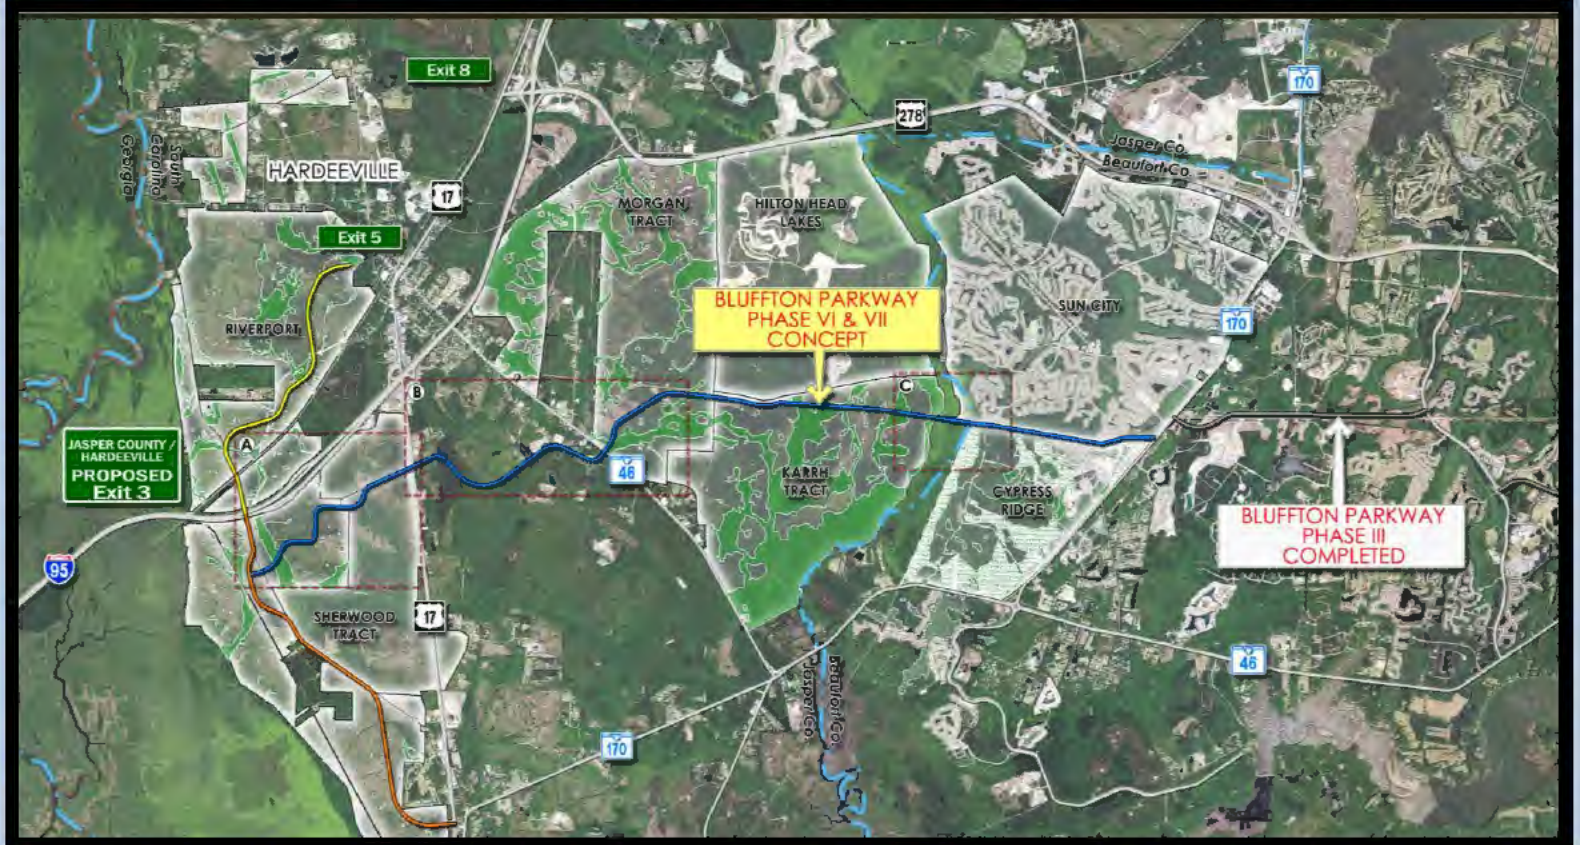 Exit 8
170
278
Jasper Co.
Beaufort Co.
South
Carolina
Georgia
HARDEEVILLE
17
MORGAN
TRACT
HILTON HEAD
LAKES
Exit 5
SUN CITY
BLUFFTON PARKWAY
PHASE VI & VII
CONCEPT
170
RIVERPORT
B
C
A
JASPER COUNTY /
HARDEEVILLE
PROPOSED
Exit 3
46
KARRH
TRACT
CYPRESS
RIDGE
BLUFFTON PARKWAY
PHASE III
COMPLETED
95
SHERWOOD
TRACT
17
46
Beaufort Co.
Jasper Co.
170